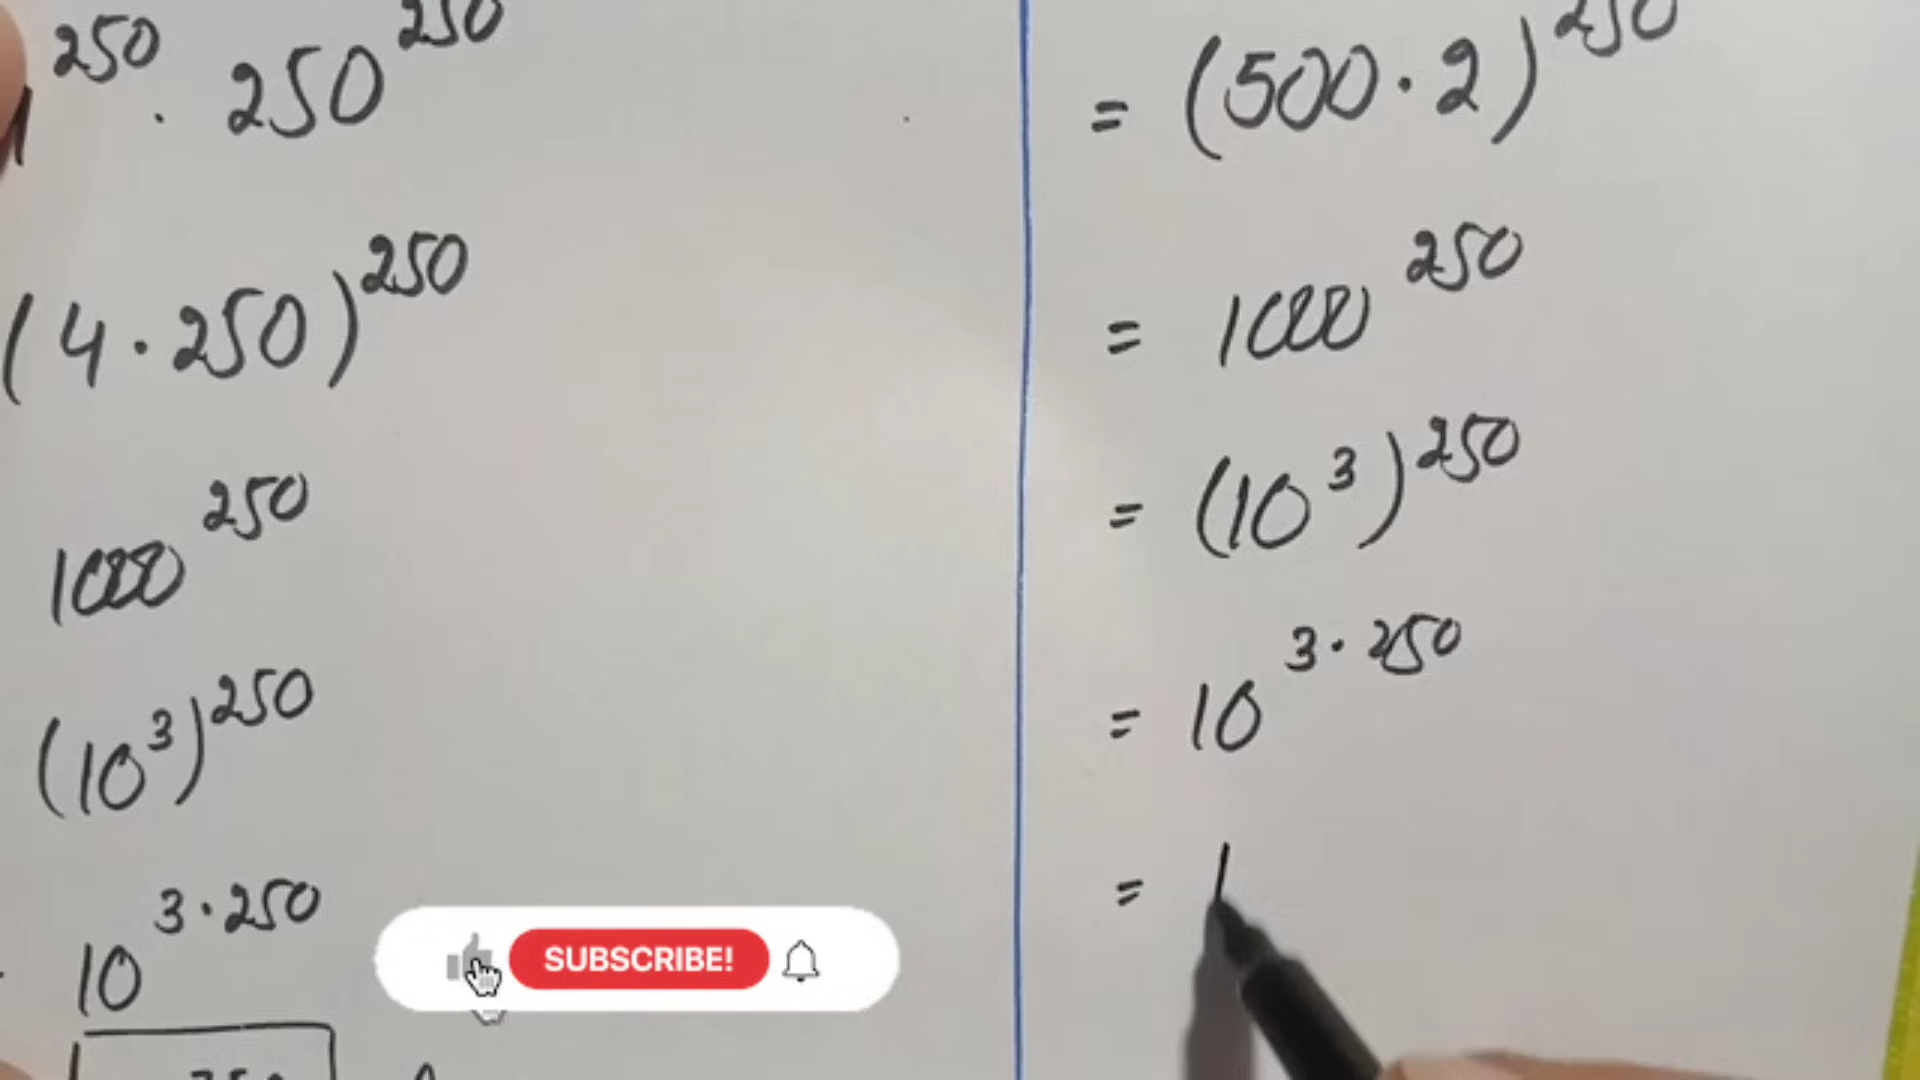 250 · 250^250
(4 · 250)^250
1000^250
(10^3)^250
10^3·250
SUBSCRIBE!
= (500 · 2)^250
= 1000^250
= (10^3)^250
= 10^3·250
= 1